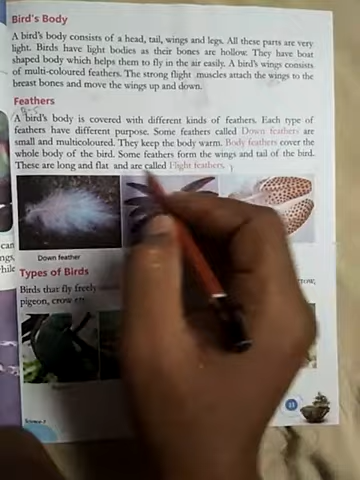 Bird's Body
A bird's body consists of a head, tail, wings and legs. All these parts are very
light. Birds have light bodies as their bones are hollow. They have boat
shaped body which helps them to fly in the air easily. A bird's wings consists
of multi-coloured feathers. The strong flight muscles attach the wings to the
breast bones and move the wings up and down.
Feathers
A bird's body is covered with different kinds of feathers. Each type of
feathers have different purpose. Some feathers called Down feathers are
small and multicoloured. They keep the body warm. Body feathers cover the
whole body of the bird. Some feathers form the wings and tail of the bird.
These are long and flat and are called Flight feathers.
can
ngs,
hile
Down feather
Types of Birds
Birds that fly freely
pigeon, crow
Science-2